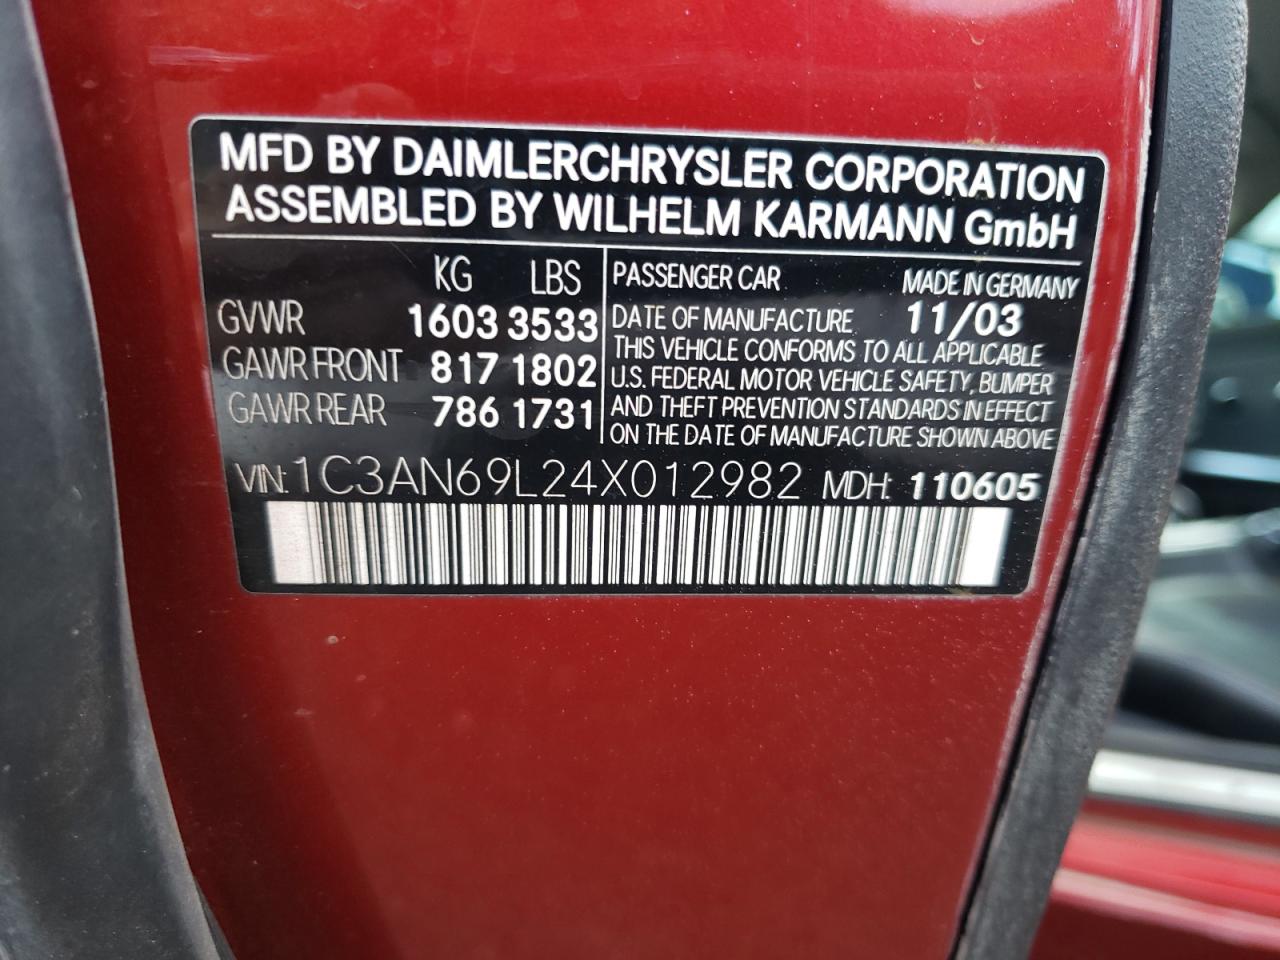 MFD BY DAIMLERCHRYSLER CORPORATION
ASSEMBLED BY WILHELM KARMANN GmbH
KG LBS
GVWR 1603 3533
GAWR FRONT 817 1802
GAWR REAR 786 1731
PASSENGER CAR MADE IN GERMANY
DATE OF MANUFACTURE 11/03
THIS VEHICLE CONFORMS TO ALL APPLICABLE
U.S. FEDERAL MOTOR VEHICLE SAFETY, BUMPER
AND THEFT PREVENTION STANDARDS IN EFFECT
ON THE DATE OF MANUFACTURE SHOWN ABOVE
VIN: 1C3AN69L24X012982 MDH: 110605